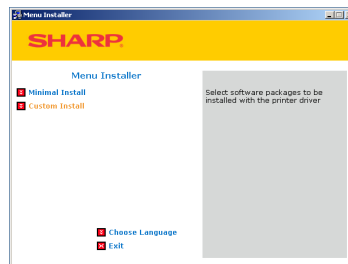 Menu Installer
SHARP.
Menu Installer
Minimal Install
Custom Install
Select software packages to be
installed with the printer driver
Choose Language
Exit